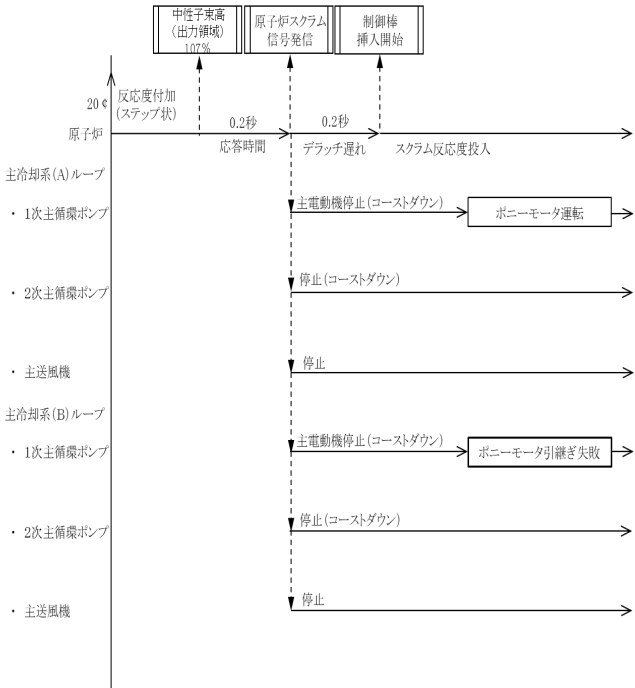 中性子束高
(出力領域)
107%
原子炉スクラム
信号発信
制御棒
挿入開始
20￠
反応度付加
(ステップ状)
0.2秒
0.2秒
原子炉
応答時間
デラッチ遅れ
スクラム反応度投入
主冷却系(A)ループ
・ 1次主循環ポンプ
主電動機停止(コーストダウン)
ポニーモータ運転
・ 2次主循環ポンプ
停止(コーストダウン)
・ 主送風機
停止
主冷却系(B)ループ
・ 1次主循環ポンプ
主電動機停止(コーストダウン)
ポニーモータ引継ぎ失敗
・ 2次主循環ポンプ
停止(コーストダウン)
・ 主送風機
停止